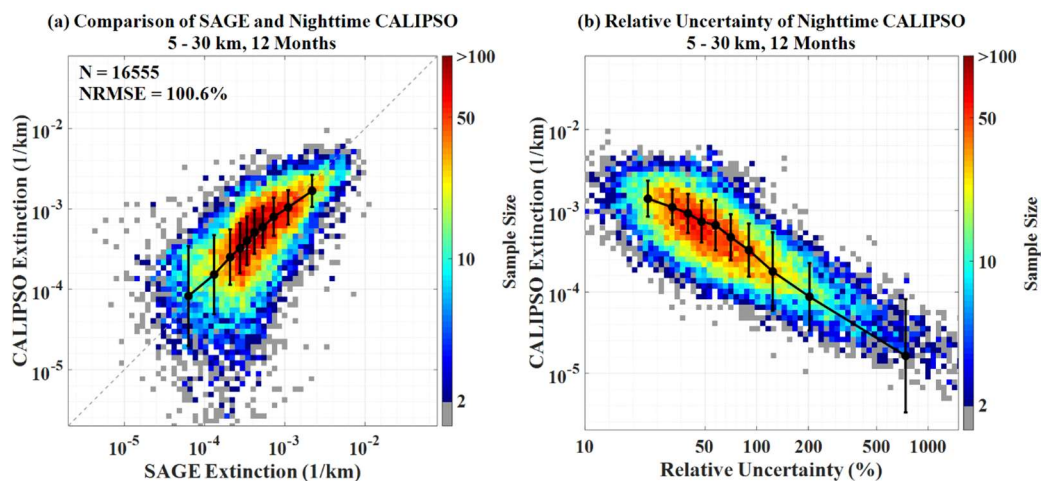 (a) Comparison of SAGE and Nighttime CALIPSO
5 - 30 km, 12 Months
N = 16555
NRMSE = 100.6%
CALIPSO Extinction (1/km)
10^-2
10^-3
10^-4
10^-5
10^-5 10^-4 10^-3 10^-2
SAGE Extinction (1/km)
>100
50
10
2
Sample Size
(b) Relative Uncertainty of Nighttime CALIPSO
5 - 30 km, 12 Months
CALIPSO Extinction (1/km)
10^-2
10^-3
10^-4
10^-5
10 50 100 200 500 1000
Relative Uncertainty (%)
>100
50
10
2
Sample Size